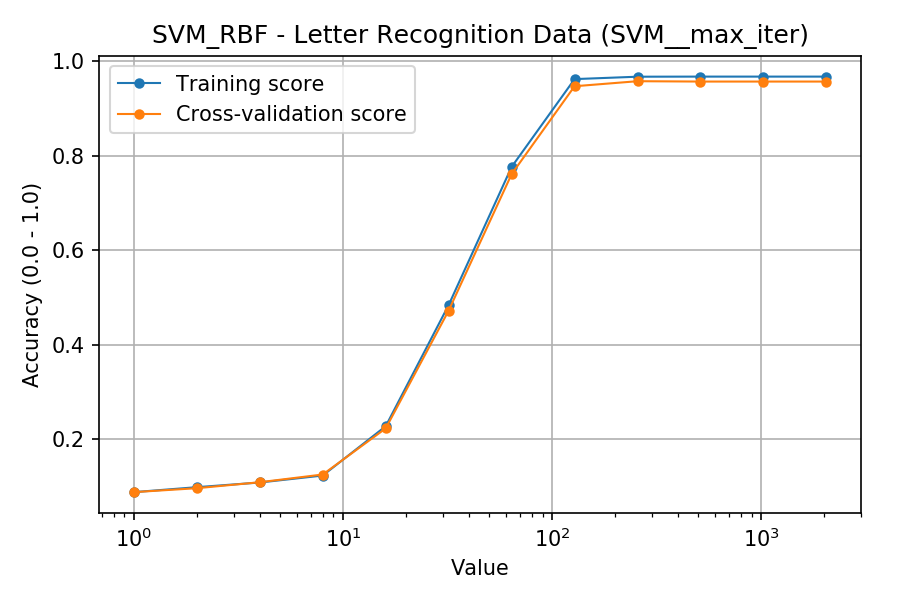 SVM_RBF - Letter Recognition Data (SVM__max_iter)
Training score
Cross-validation score
Accuracy (0.0 - 1.0)
1.0
0.8
0.6
0.4
0.2
10⁰ 10¹ 10² 10³
Value